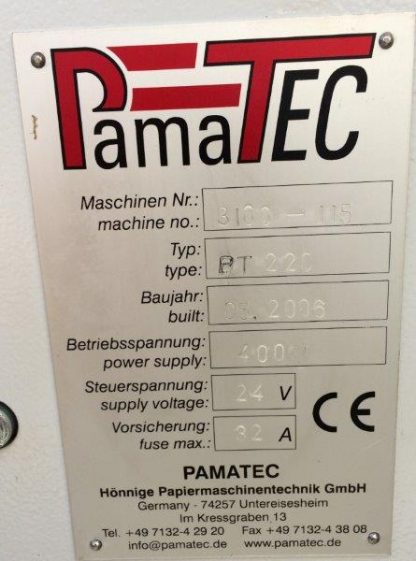 PamaTEC
Maschinen Nr.:
machine no.: 3100 - 115
Typ:
type: BT 220
Baujahr:
built: 03. 2006
Betriebsspannung:
power supply: 400
Steuerspannung:
supply voltage: 24 V
Vorsicherung:
fuse max.: 32 A
CE
PAMATEC
Hönnige Papiermaschinentechnik GmbH
Germany - 74257 Untereisesheim
Im Kressgraben 13
Tel. +49 7132-4 29 20 Fax +49 7132-4 38 08
info@pamatec.de www.pamatec.de